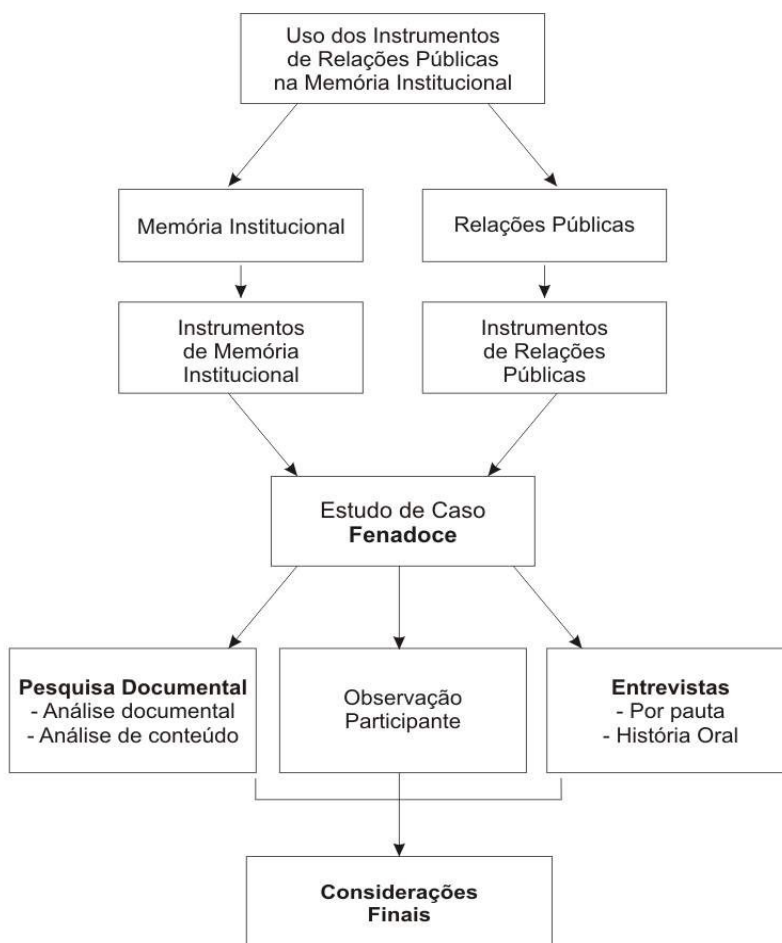 Uso dos Instrumentos
de Relações Públicas
na Memória Institucional
Memória Institucional
Relações Públicas
Instrumentos
de Memória
Institucional
Instrumentos
de Relações
Públicas
Estudo de Caso
Fenadoce
Pesquisa Documental
- Análise documental
- Análise de conteúdo
Observação
Participante
Entrevistas
- Por pauta
- História Oral
Considerações
Finais